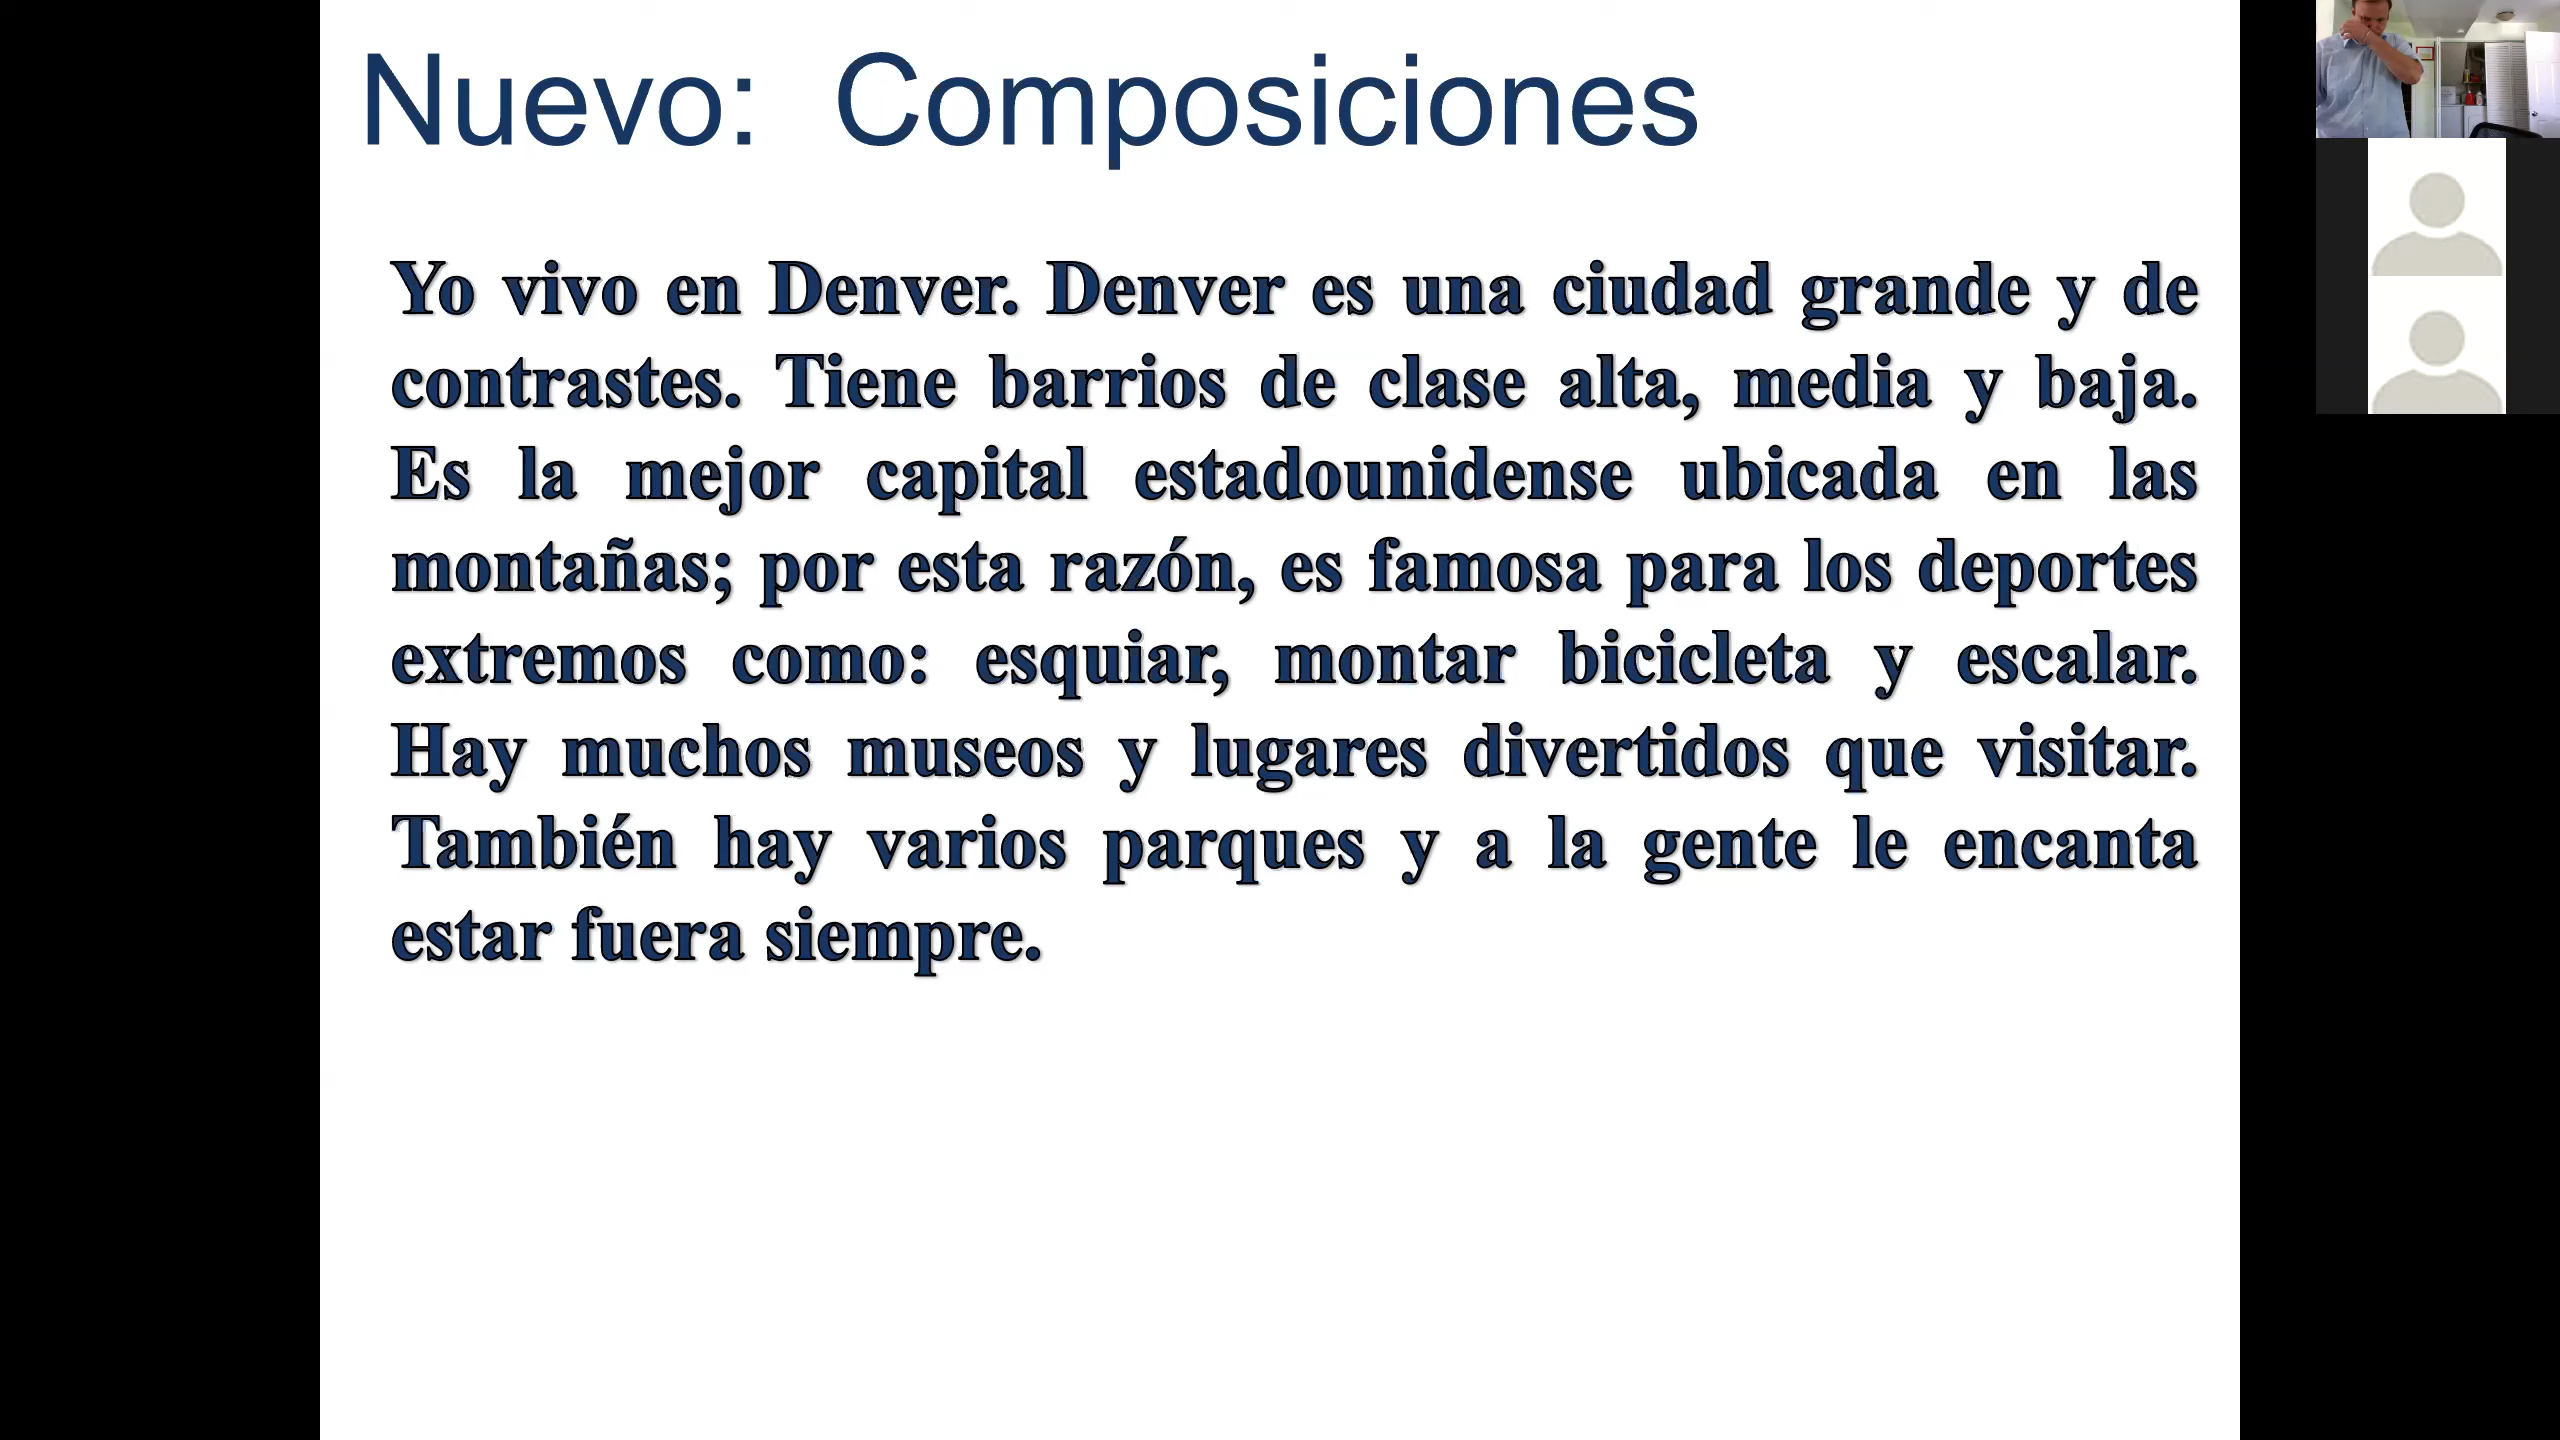 Nuevo: Composiciones
Yo vivo en Denver. Denver es una ciudad grande y de
contrastes. Tiene barrios de clase alta, media y baja.
Es la mejor capital estadounidense ubicada en las
montañas; por esta razón, es famosa para los deportes
extremos como: esquiar, montar bicicleta y escalar.
Hay muchos museos y lugares divertidos que visitar.
También hay varios parques y a la gente le encanta
estar fuera siempre.